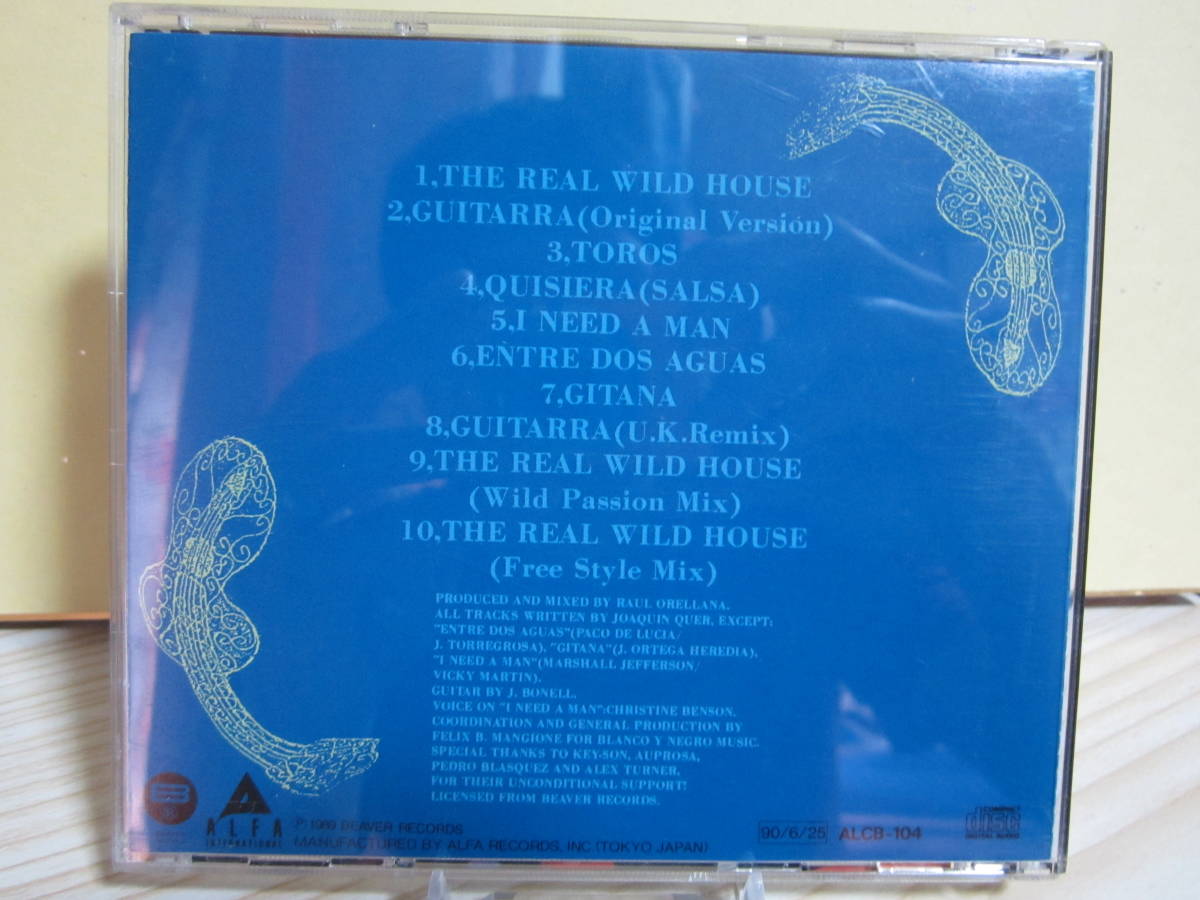 1,THE REAL WILD HOUSE
2,GUITARRA(Original Versión)
3,TOROS
4,QUISIERA(SALSA)
5,I NEED A MAN
6,ENTRE DOS AGUAS
7,GITANA
8,GUITARRA(U.K.Remix)
9,THE REAL WILD HOUSE
(Wild Passion Mix)
10,THE REAL WILD HOUSE
(Free Style Mix)
PRODUCED AND MIXED BY RAUL ORELLANA.
ALL TRACKS WRITTEN BY JOAQUIN QUER, EXCEPT:
"ENTRE DOS AGUAS"(PACO DE LUCIA/
J. TORREGROSA), "GITANA"(J. ORTEGA HEREDIA),
"I NEED A MAN"(MARSHALL JEFFERSON/
VICKY MARTIN).
GUITAR BY J. BONELL.
VOICE ON "I NEED A MAN":CHRISTINE BENSON.
COORDINATION AND GENERAL PRODUCTION BY
FELIX B. MANGIONE FOR BLANCO Y NEGRO MUSIC.
SPECIAL THANKS TO KEY-SON, AUPROSA,
PEDRO BLASQUEZ AND ALEX TURNER,
FOR THEIR UNCONDITIONAL SUPPORT!
LICENSED FROM BEAVER RECORDS.
ALFA
INTERNATIONAL
Ⓟ 1989 BEAVER RECORDS
MANUFACTURED BY ALFA RECORDS, INC (TOKYO JAPAN)
90/6/25 ALCB-104
COMPACT
disc
DIGITAL AUDIO